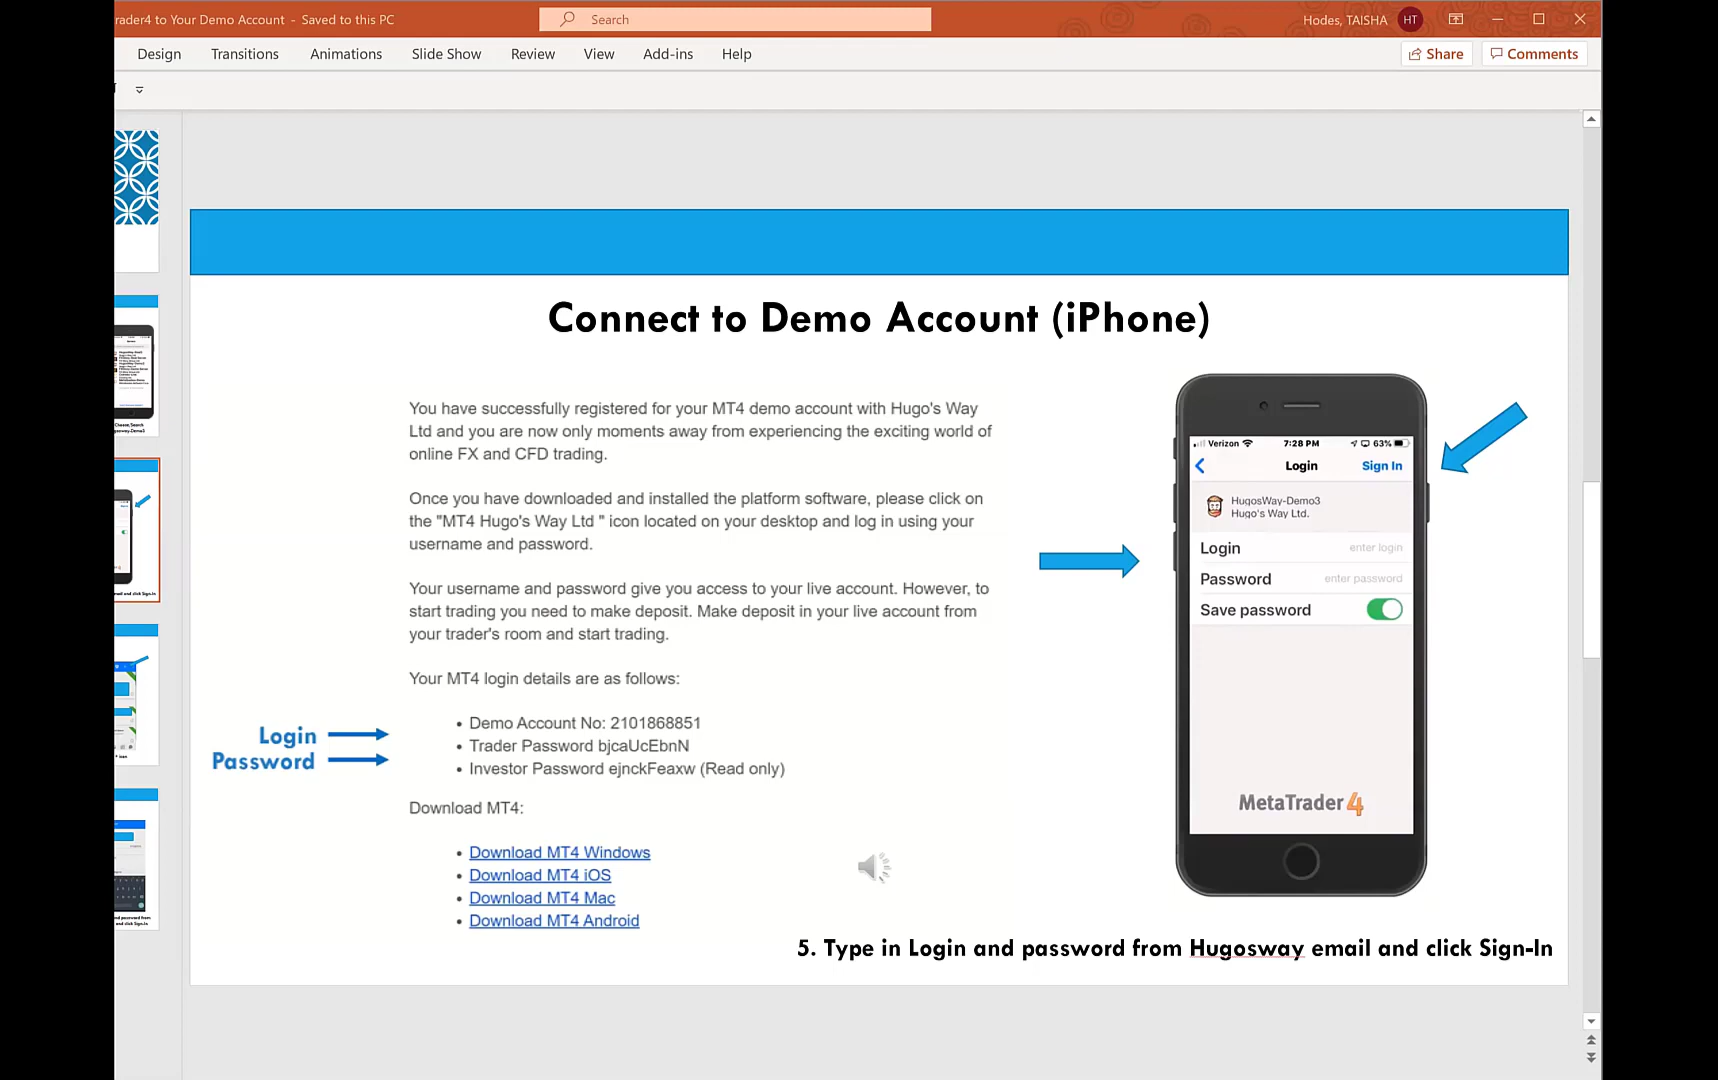 rader4 to Your Demo Account - Saved to this PC
Search
Hodes, TAISHA HT
Design Transitions Animations Slide Show Review View Add-ins Help
Share Comments
Connect to Demo Account (iPhone)
You have successfully registered for your MT4 demo account with Hugo's Way
Ltd and you are now only moments away from experiencing the exciting world of
online FX and CFD trading.
Once you have downloaded and installed the platform software, please click on
the "MT4 Hugo's Way Ltd " icon located on your desktop and log in using your
username and password.
Your username and password give you access to your live account. However, to
start trading you need to make deposit. Make deposit in your live account from
your trader's room and start trading.
Your MT4 login details are as follows:
Login
Password
• Demo Account No: 2101868851
• Trader Password bjcaUcEbnN
• Investor Password ejnckFeaxw (Read only)
Download MT4:
• Download MT4 Windows
• Download MT4 iOS
• Download MT4 Mac
• Download MT4 Android
Verizon 7:28 PM 63%
Login Sign In
HugosWay-Demo3
Hugo's Way Ltd.
Login enter login
Password enter password
Save password
MetaTrader 4
5. Type in Login and password from Hugosway email and click Sign-In